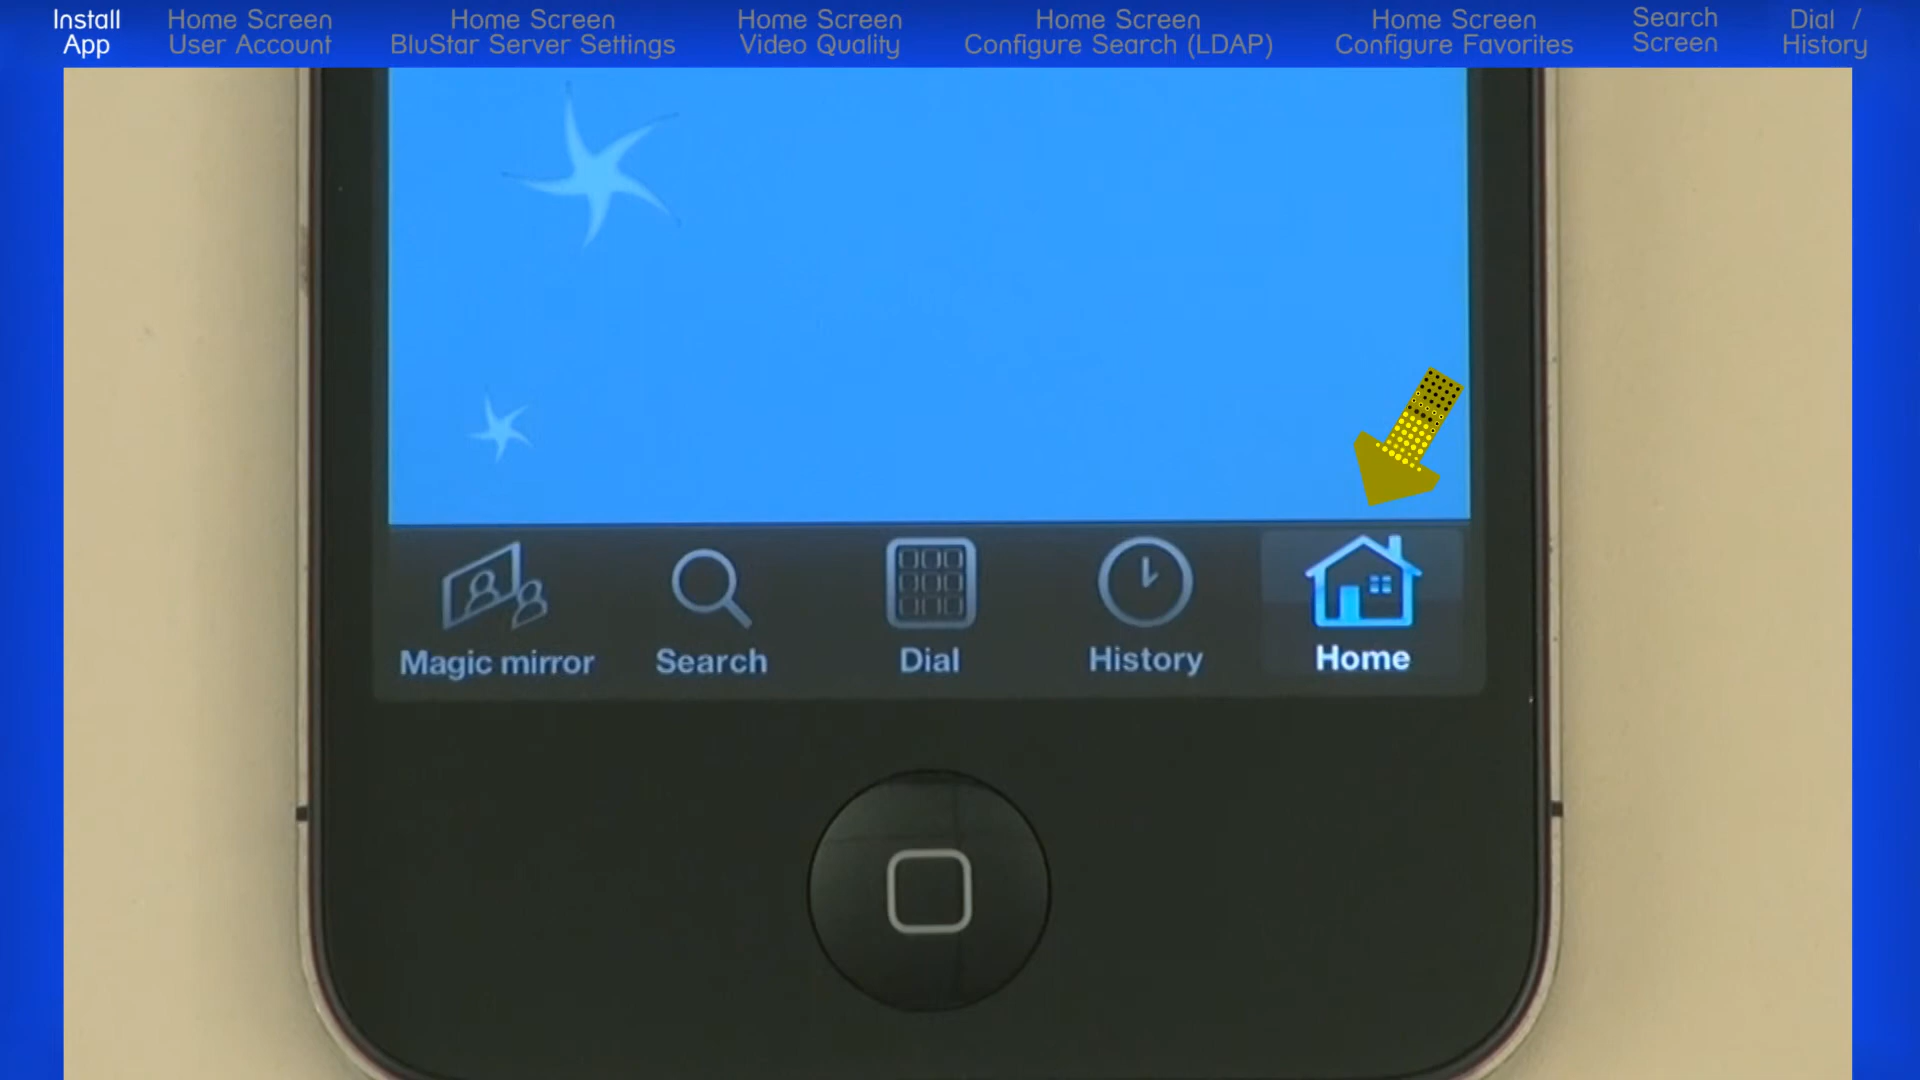 Install
App
Home Screen
User Account
Home Screen
BluStar Server Settings
Home Screen
Video Quality
Home Screen
Configure Search (LDAP)
Home Screen
Configure Favorites
Search
Screen
Dial /
History
Magic mirror
Search
Dial
History
Home